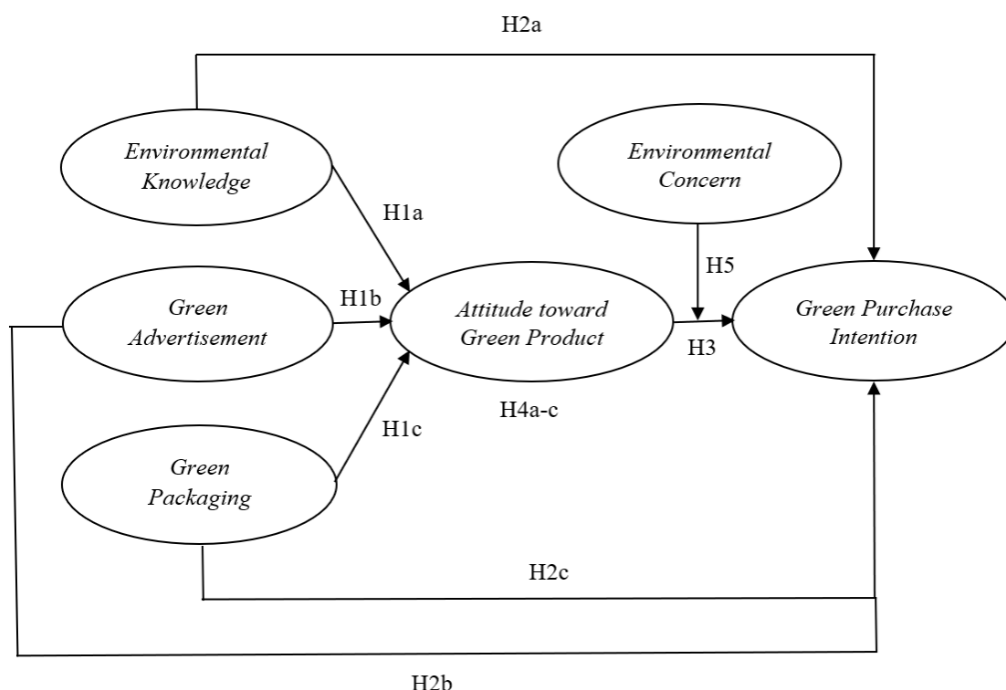 H2a
Environmental
Knowledge
Environmental
Concern
H1a
H5
Green
Advertisement
H1b
Attitude toward
Green Product
H3
Green Purchase
Intention
H4a-c
H1c
Green
Packaging
H2c
H2b